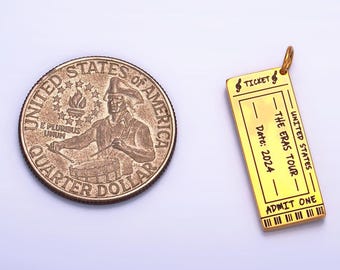 UNITED STATES OF AMERICA
E PLURIBUS
UNUM
QUARTER DOLLAR
TICKET
UNITED STATES
THE ERAS TOUR
Date: 2024
ADMIT ONE